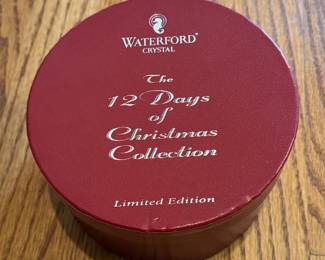 WATERFORD®
CRYSTAL
The
12 Days
of
Christmas
Collection
Limited Edition